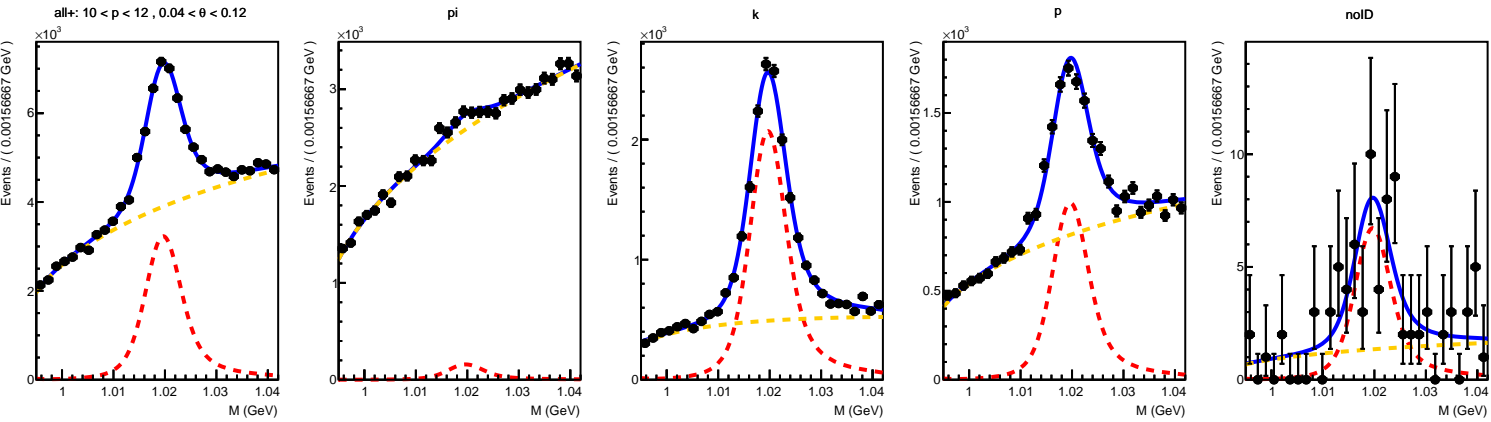 all+: 10 < p < 12 , 0.04 < θ < 0.12
×10³
Events / ( 0.00156667 GeV )
6
4
2
0
1 1.01 1.02 1.03 1.04
M (GeV)
pi
×10³
Events / ( 0.00156667 GeV )
3
2
1
0
1 1.01 1.02 1.03 1.04
M (GeV)
k
×10³
Events / ( 0.00156667 GeV )
2
1
0
1 1.01 1.02 1.03 1.04
M (GeV)
p
×10³
Events / ( 0.00156667 GeV )
1.5
1
0.5
0
1 1.01 1.02 1.03 1.04
M (GeV)
noID
Events / ( 0.00156667 GeV )
10
5
0
1 1.01 1.02 1.03 1.04
M (GeV)